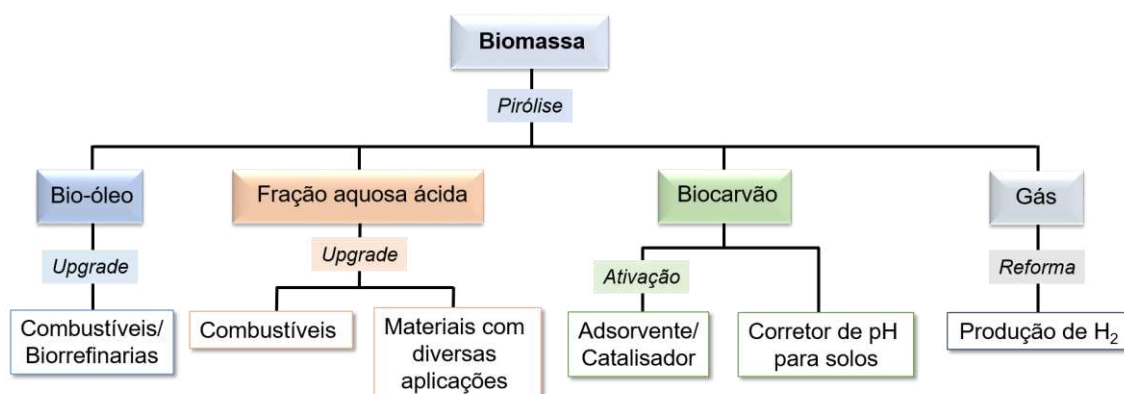 Biomassa
Pirólise
Bio-óleo
Fração aquosa ácida
Biocarvão
Gás
Upgrade
Upgrade
Ativação
Reforma
Combustíveis/
Biorrefinarias
Combustíveis
Materiais com
diversas
aplicações
Adsorvente/
Catalisador
Corretor de pH
para solos
Produção de H₂